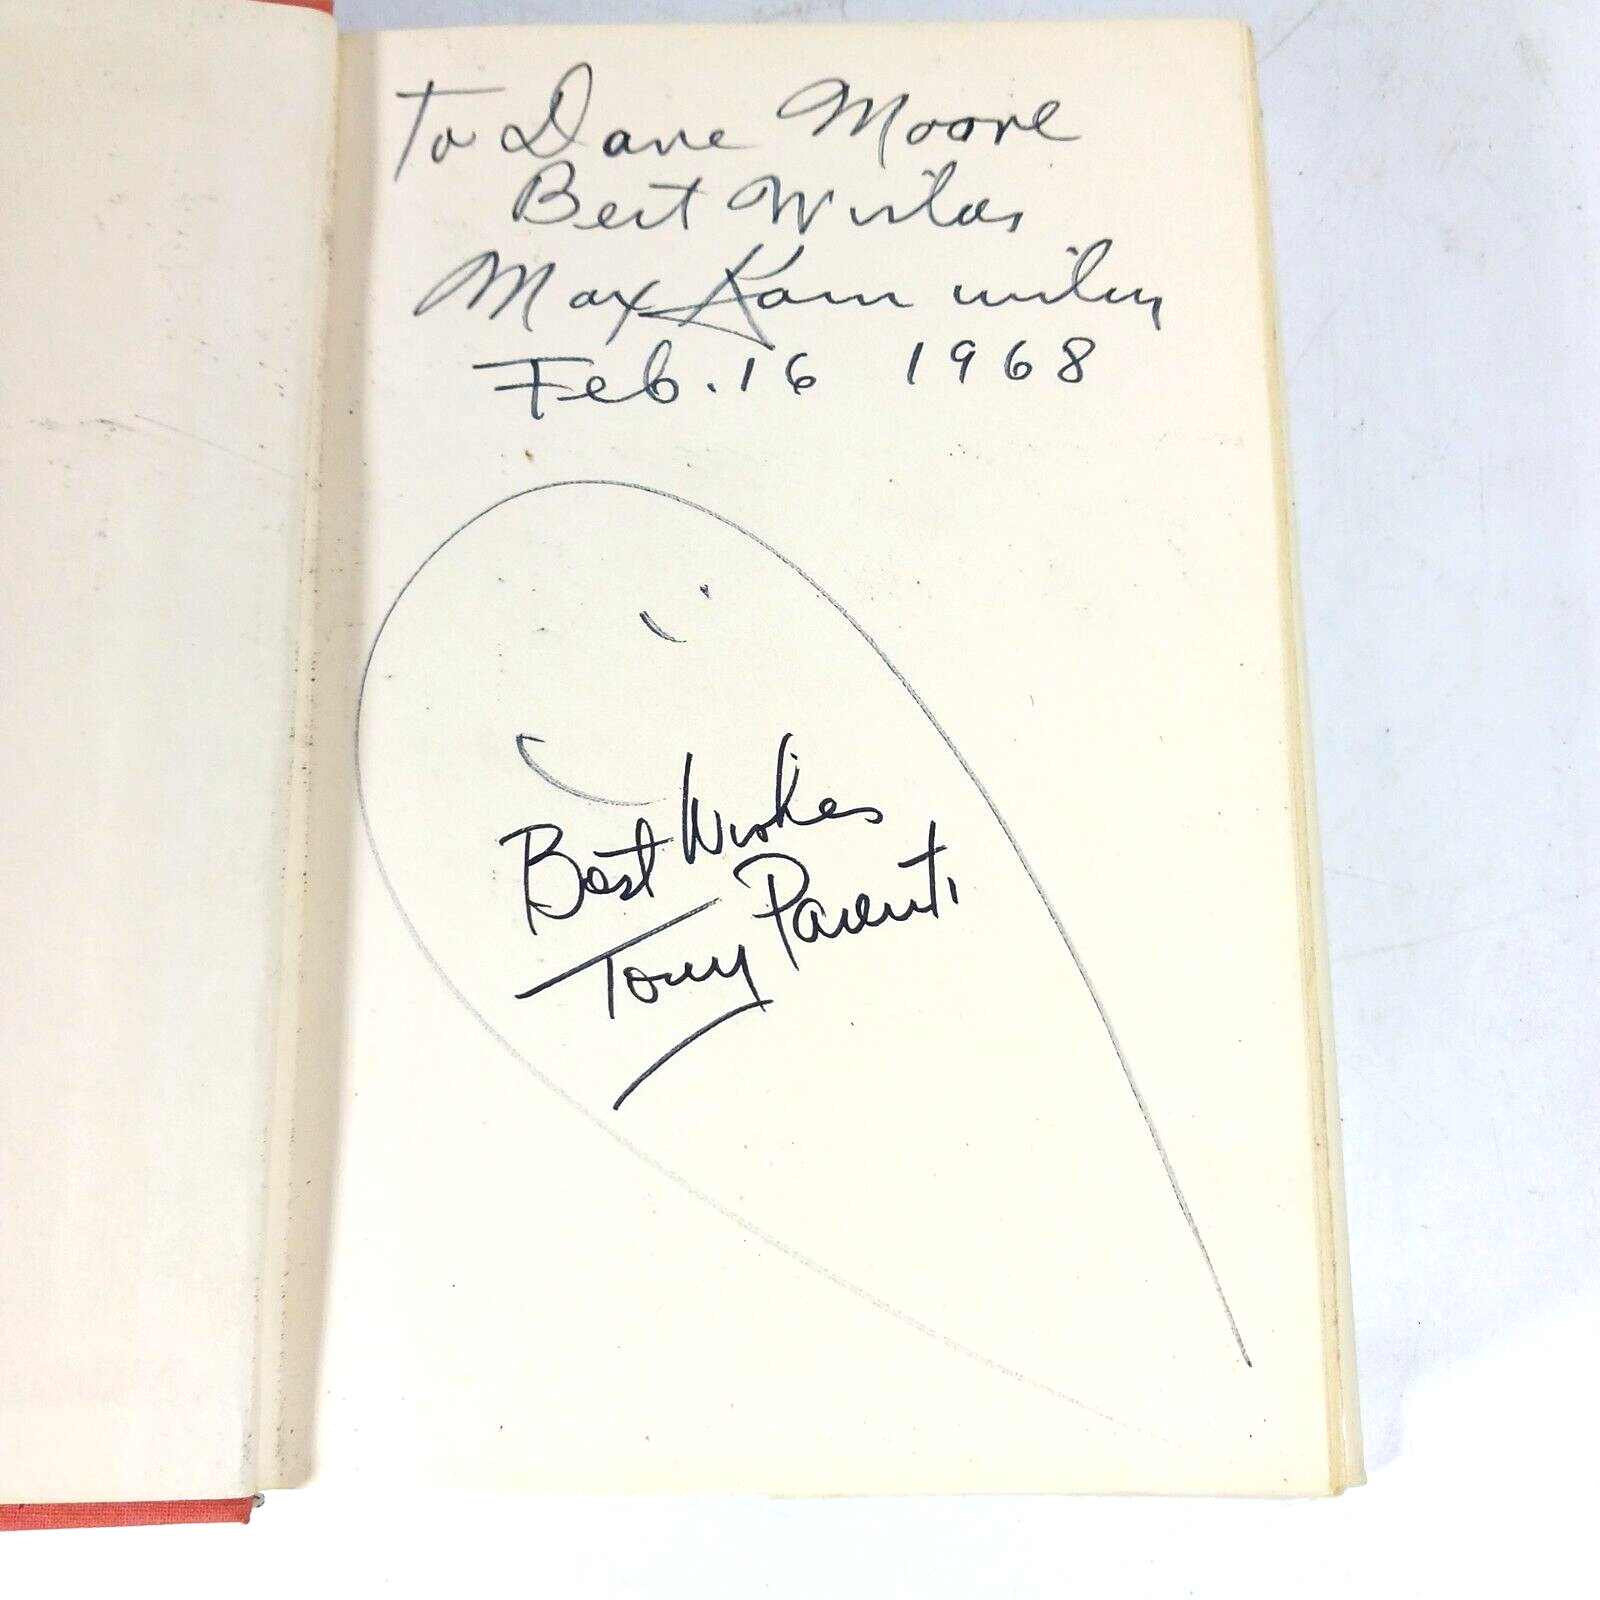 To Dave Moore
Best Wishes
Max Kaminsky
Feb. 16 1968
Best Wishes
Tony Parenti